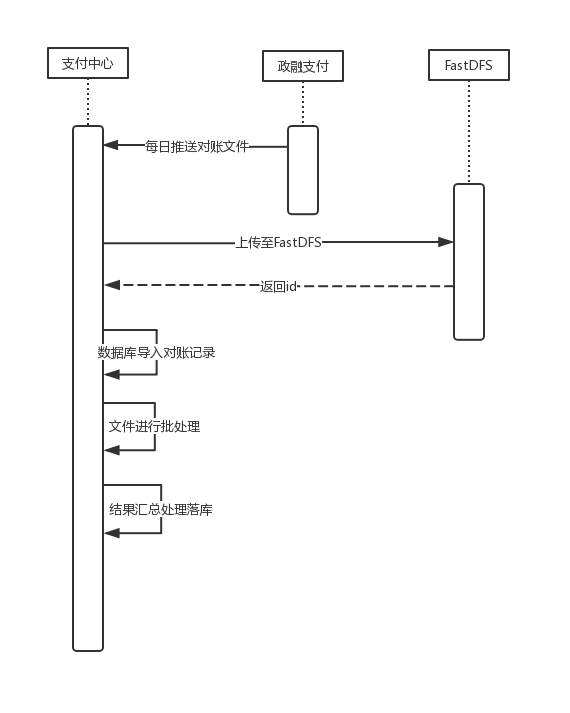 支付中心
政融支付
FastDFS
每日推送对账文件
上传至FastDFS
返回id
数据库导入对账记录
文件进行批处理
结果汇总处理落库